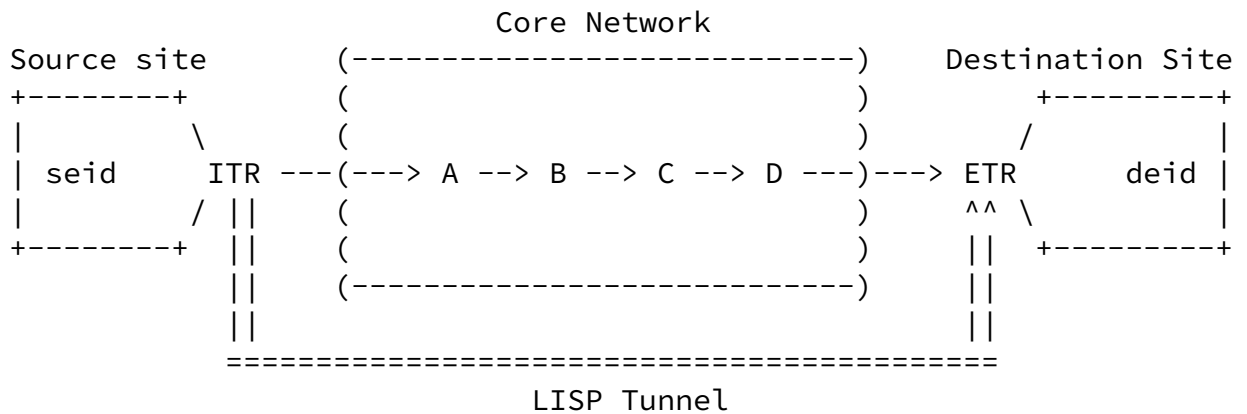 Core Network
Source site        (----------------------------)    Destination Site
+--------+         (                            )         +---------+
|         \        (                            )        /          |
| seid     ITR ---(---> A --> B --> C --> D ---)---> ETR      deid |
|         / ||     (                            )     ^^ \          |
+--------+  ||     (                            )     ||  +---------+
            ||     (----------------------------)     ||
            ||                                        ||
            ===========================================
                             LISP Tunnel